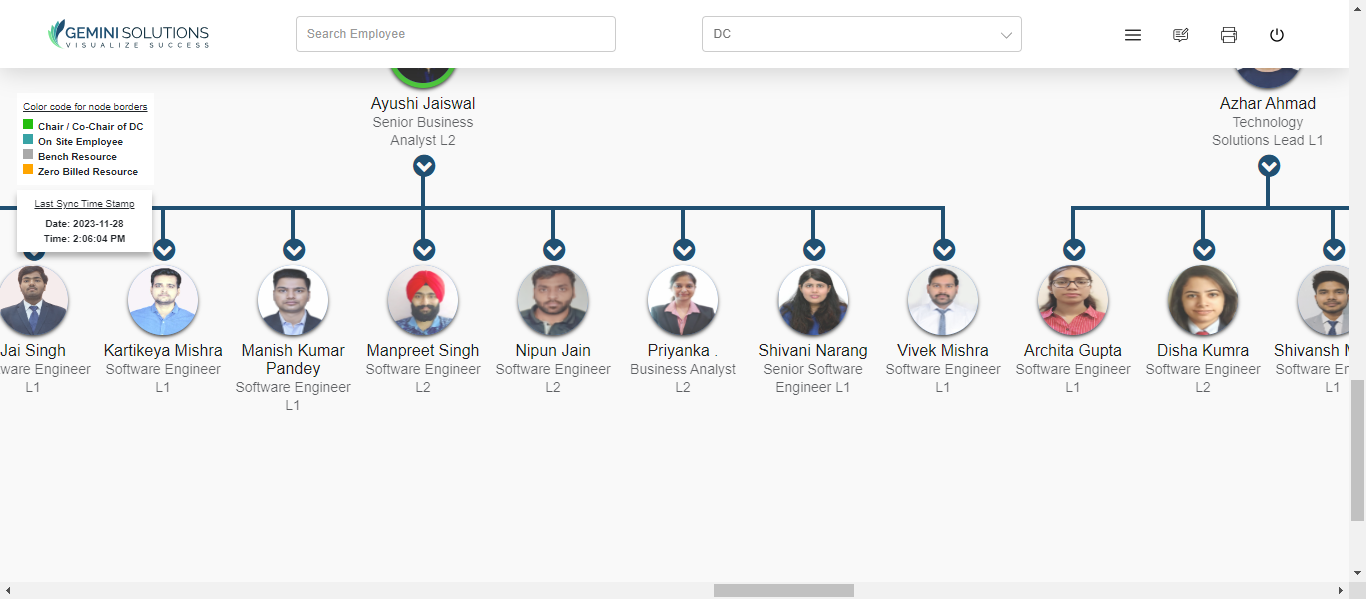 GEMINI SOLUTIONS
VISUALIZE SUCCESS
Search Employee
DC
Ayushi Jaiswal
Senior Business
Analyst L2
Azhar Ahmad
Technology
Solutions Lead L1
Color code for node borders
Chair / Co-Chair of DC
On Site Employee
Bench Resource
Zero Billed Resource
Last Sync Time Stamp
Date: 2023-11-28
Time: 2:06:04 PM
Jai Singh
ware Engineer
L1
Kartikeya Mishra
Software Engineer
L1
Manish Kumar
Pandey
Software Engineer
L1
Manpreet Singh
Software Engineer
L2
Nipun Jain
Software Engineer
L2
Priyanka .
Business Analyst
L2
Shivani Narang
Senior Software
Engineer L1
Vivek Mishra
Software Engineer
L1
Archita Gupta
Software Engineer
L1
Disha Kumra
Software Engineer
L2
Shivansh
Software
L1